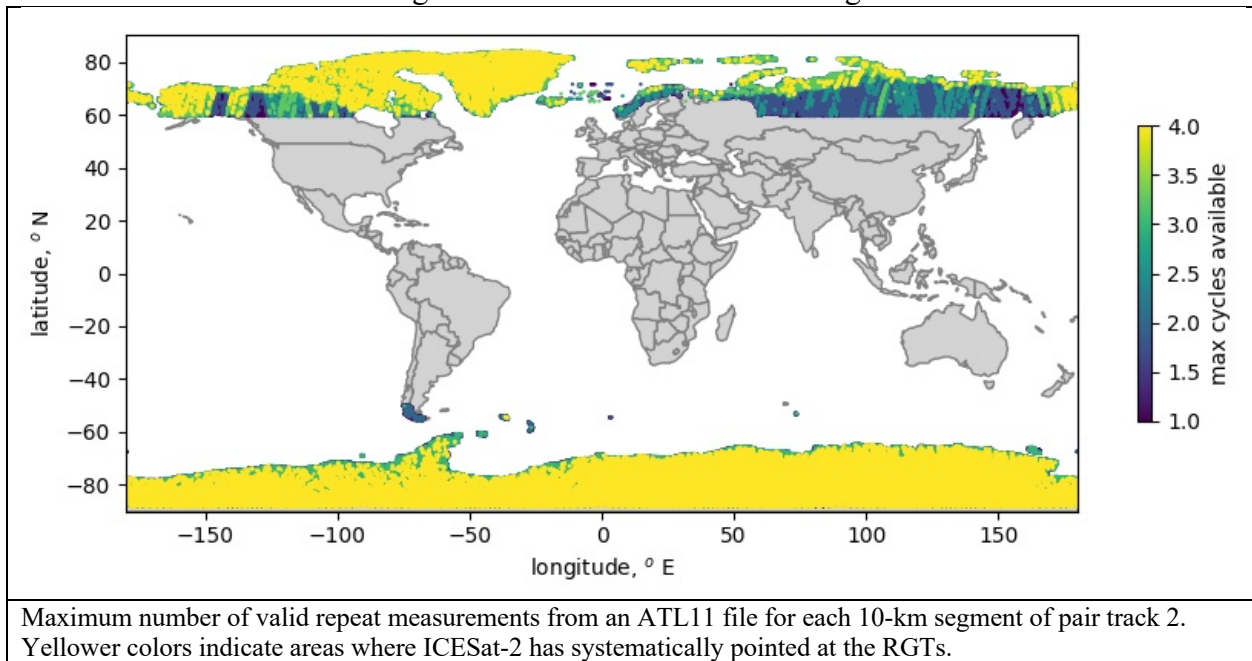 80
60
40
20
0
−20
−40
−60
−80
latitude, ° N
−150 −100 −50 0 50 100 150
longitude, ° E
4.0
3.5
3.0
2.5
2.0
1.5
1.0
max cycles available
Maximum number of valid repeat measurements from an ATL11 file for each 10-km segment of pair track 2.
Yellower colors indicate areas where ICESat-2 has systematically pointed at the RGTs.